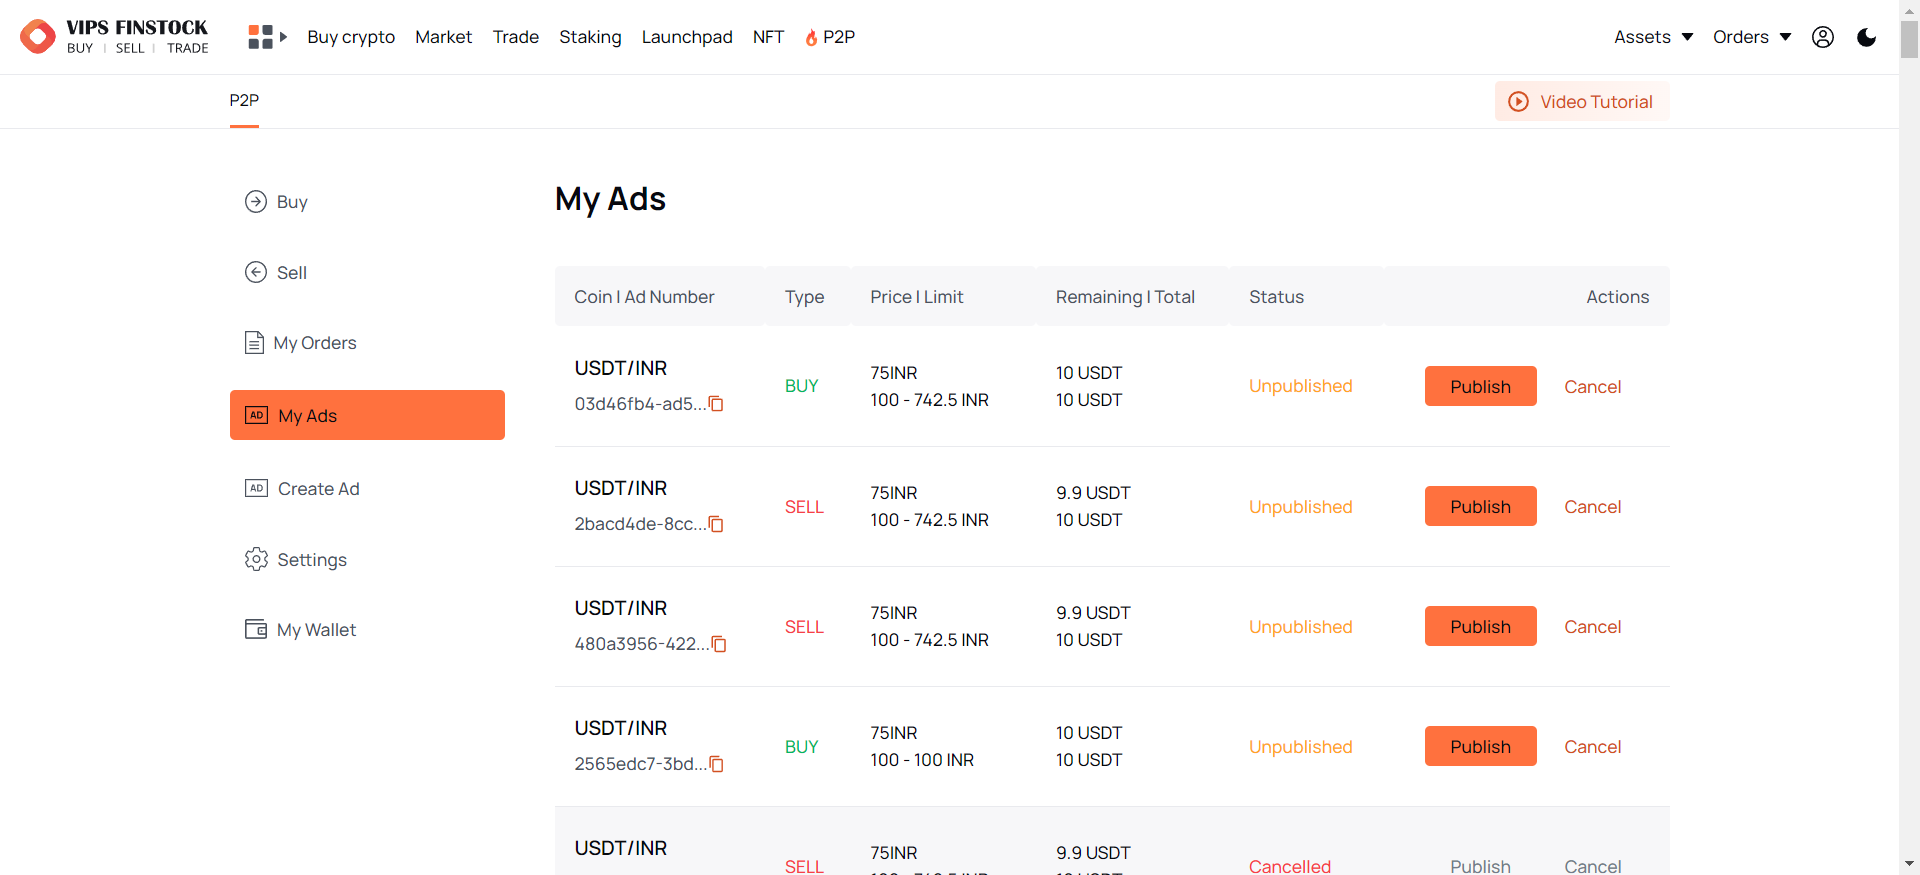 VIPS FINSTOCK
BUY | SELL | TRADE
Buy crypto Market Trade Staking Launchpad NFT P2P
Assets Orders
P2P
Video Tutorial
Buy
Sell
My Orders
AD My Ads
AD Create Ad
Settings
My Wallet
My Ads
Coin | Ad Number Type Price | Limit Remaining | Total Status Actions
USDT/INR
03d46fb4-ad5...
BUY
75INR
100 - 742.5 INR
10 USDT
10 USDT
Unpublished
Publish Cancel
USDT/INR
2bacd4de-8cc...
SELL
75INR
100 - 742.5 INR
9.9 USDT
10 USDT
Unpublished
Publish Cancel
USDT/INR
480a3956-422...
SELL
75INR
100 - 742.5 INR
9.9 USDT
10 USDT
Unpublished
Publish Cancel
USDT/INR
2565edc7-3bd...
BUY
75INR
100 - 100 INR
10 USDT
10 USDT
Unpublished
Publish Cancel
USDT/INR
SELL
75INR
9.9 USDT
Cancelled
Publish Cancel